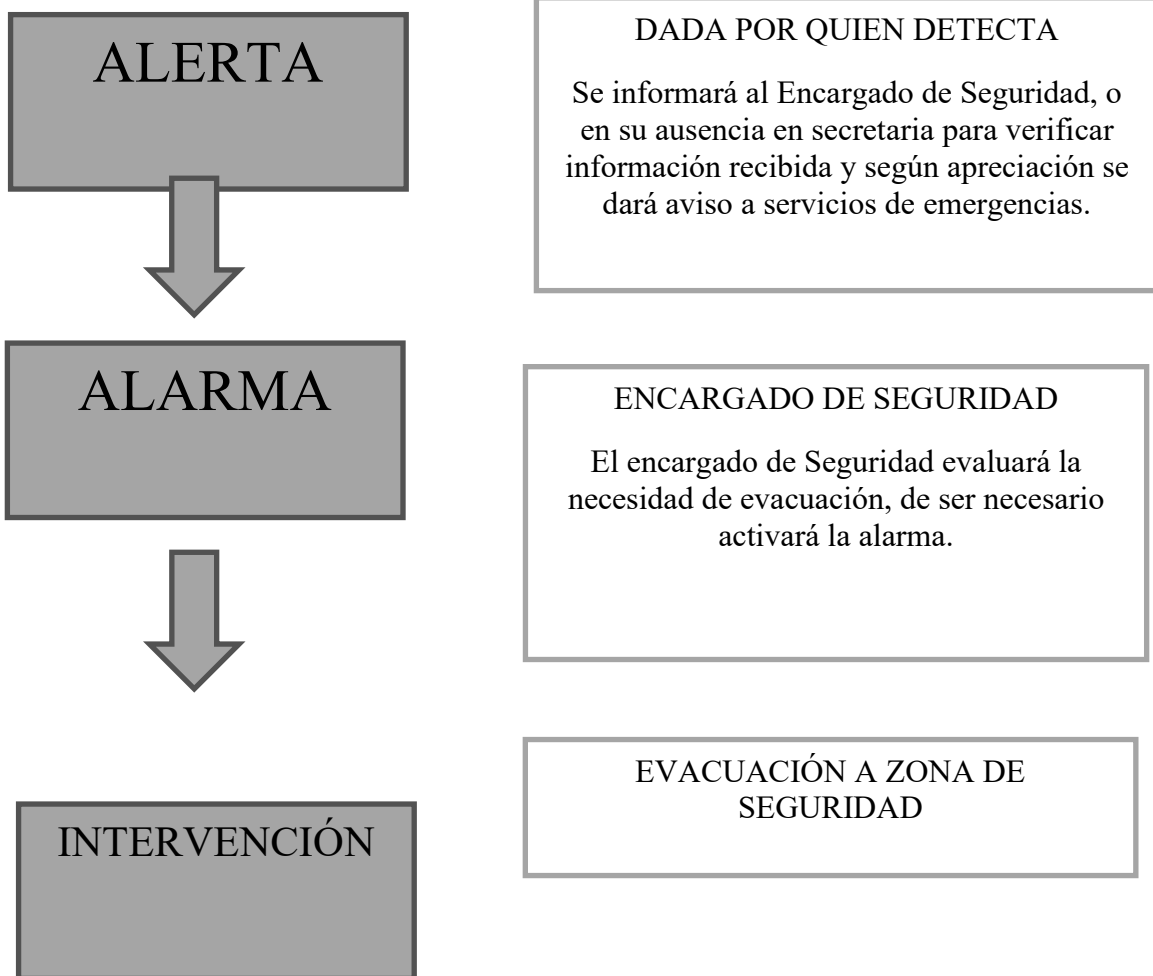 ALERTA
DADA POR QUIEN DETECTA
Se informará al Encargado de Seguridad, o
en su ausencia en secretaria para verificar
información recibida y según apreciación se
dará aviso a servicios de emergencias.
ALARMA
ENCARGADO DE SEGURIDAD
El encargado de Seguridad evaluará la
necesidad de evacuación, de ser necesario
activará la alarma.
INTERVENCIÓN
EVACUACIÓN A ZONA DE
SEGURIDAD